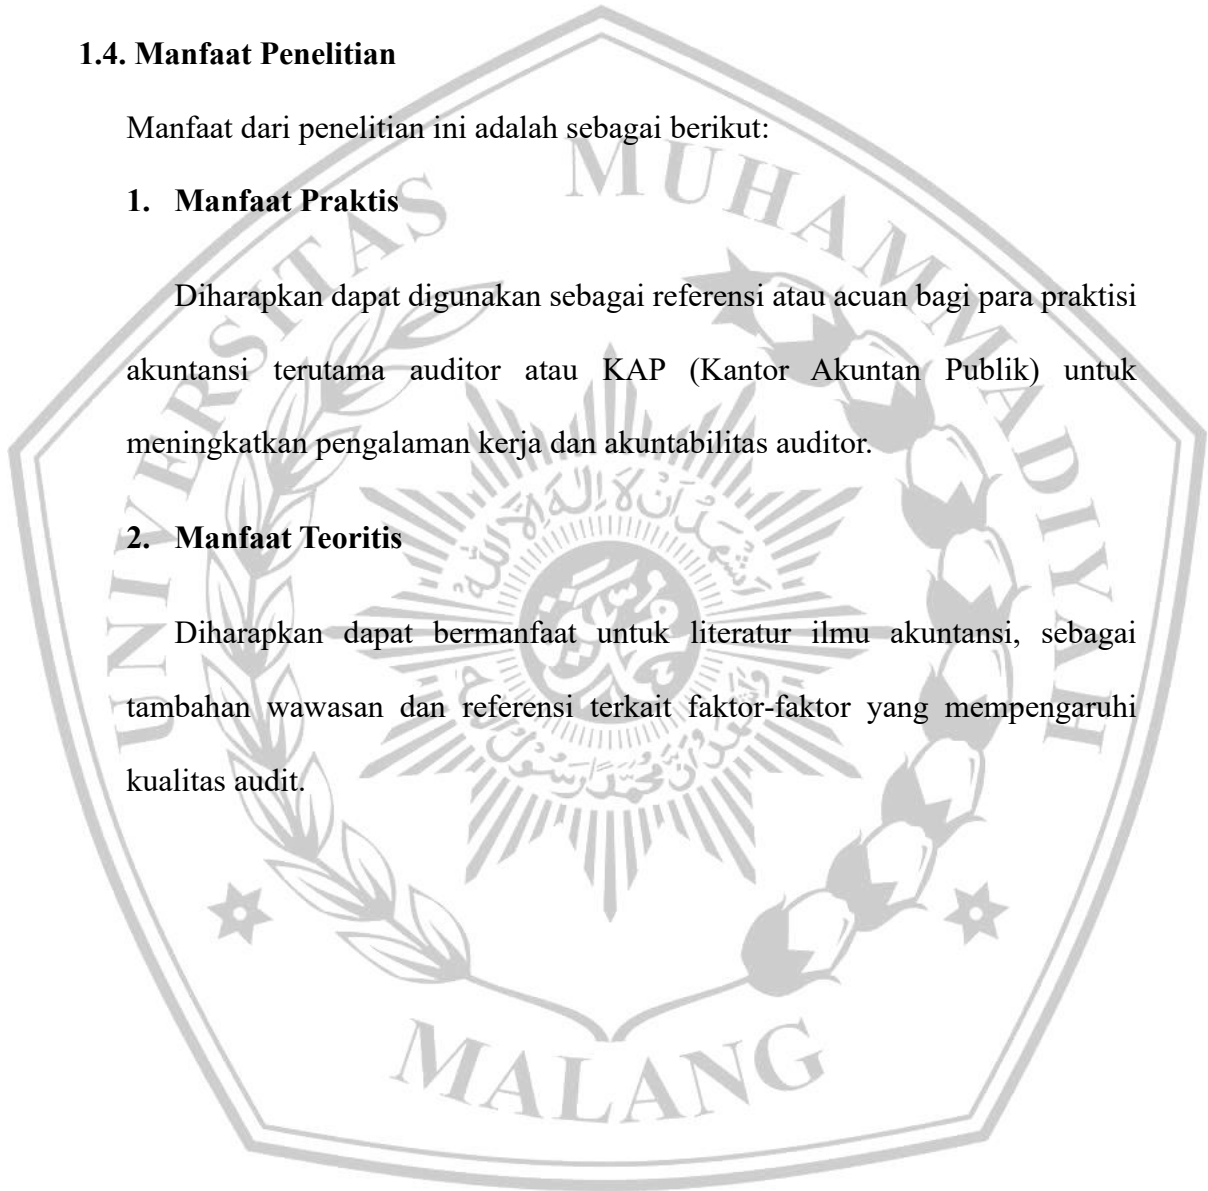 1.4. Manfaat Penelitian
Manfaat dari penelitian ini adalah sebagai berikut:
1. Manfaat Praktis
Diharapkan dapat digunakan sebagai referensi atau acuan bagi para praktisi
akuntansi terutama auditor atau KAP (Kantor Akuntan Publik) untuk
meningkatkan pengalaman kerja dan akuntabilitas auditor.
2. Manfaat Teoritis
Diharapkan dapat bermanfaat untuk literatur ilmu akuntansi, sebagai
tambahan wawasan dan referensi terkait faktor-faktor yang mempengaruhi
kualitas audit.
UNIVERSITAS MUHAMMADIYAH
MALANG